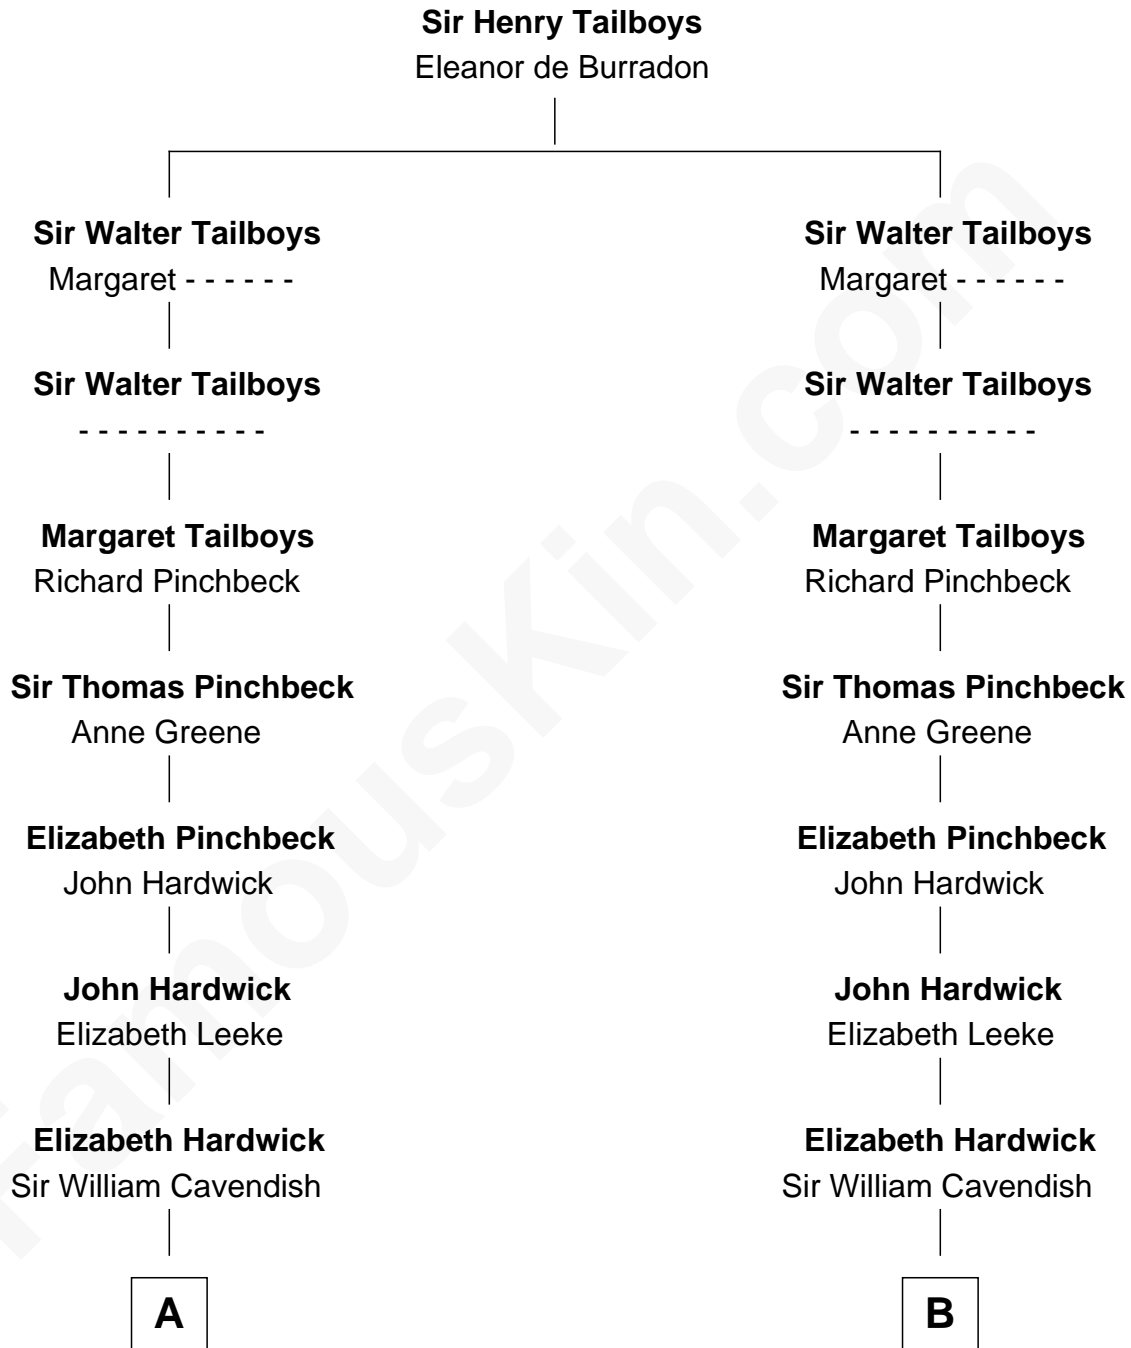 Sir Henry Tailboys
Eleanor de Burradon
Sir Walter Tailboys
Margaret - - - - - -
Sir Walter Tailboys
- - - - - - - - - -
Margaret Tailboys
Richard Pinchbeck
Sir Thomas Pinchbeck
Anne Greene
Elizabeth Pinchbeck
John Hardwick
John Hardwick
Elizabeth Leeke
Elizabeth Hardwick
Sir William Cavendish
A
Sir Walter Tailboys
Margaret - - - - - -
Sir Walter Tailboys
- - - - - - - - - -
Margaret Tailboys
Richard Pinchbeck
Sir Thomas Pinchbeck
Anne Greene
Elizabeth Pinchbeck
John Hardwick
John Hardwick
Elizabeth Leeke
Elizabeth Hardwick
Sir William Cavendish
B
FamousKin.com